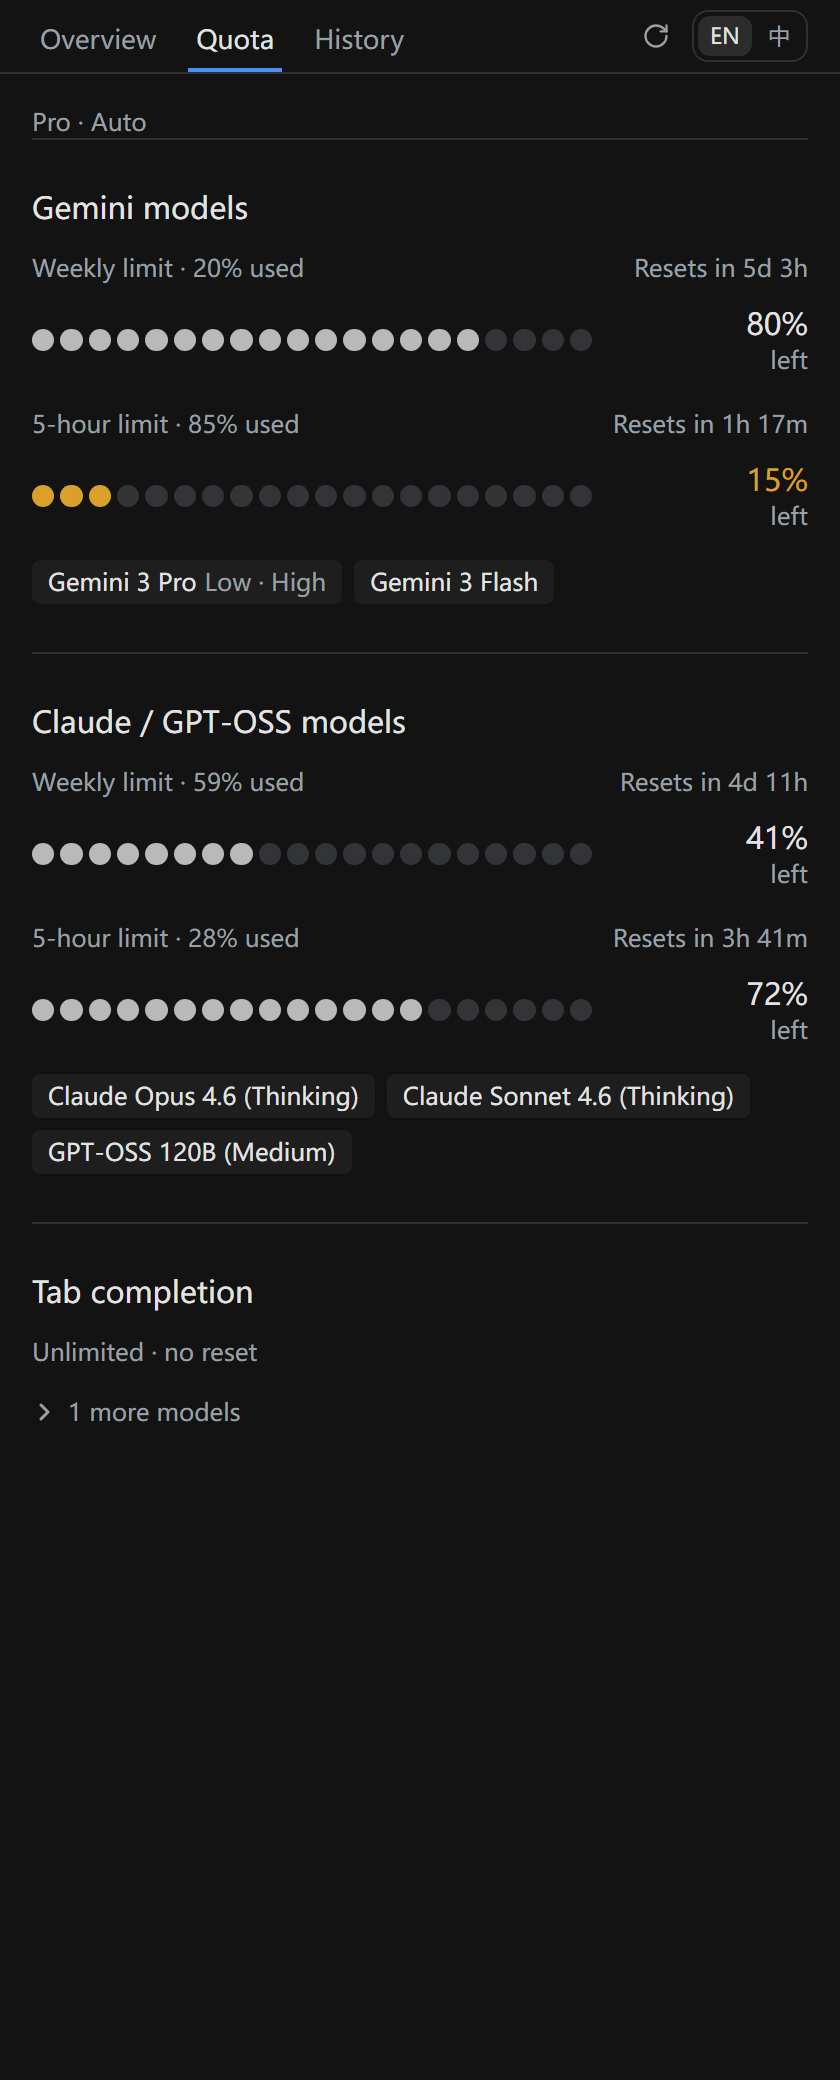 Overview Quota History EN 中
Pro · Auto
Gemini models
Weekly limit · 20% used Resets in 5d 3h
80%
left
5-hour limit · 85% used Resets in 1h 17m
15%
left
Gemini 3 Pro Low · High Gemini 3 Flash
Claude / GPT-OSS models
Weekly limit · 59% used Resets in 4d 11h
41%
left
5-hour limit · 28% used Resets in 3h 41m
72%
left
Claude Opus 4.6 (Thinking) Claude Sonnet 4.6 (Thinking)
GPT-OSS 120B (Medium)
Tab completion
Unlimited · no reset
1 more models